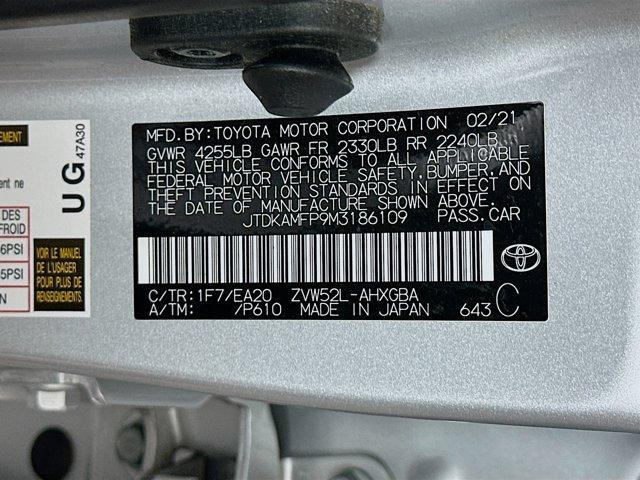 MFD.BY:TOYOTA MOTOR CORPORATION 02/21
GVWR 4255LB GAWR FR 2330LB RR 2240LB
THIS VEHICLE CONFORMS TO ALL APPLICABLE
FEDERAL MOTOR VEHICLE SAFETY,BUMPER,AND
THEFT PREVENTION STANDARDS IN EFFECT ON
THE DATE OF MANUFACTURE SHOWN ABOVE.
JTDKAMFP9M3186109 PASS.CAR
C/TR:1F7/EA20 ZVW52L-AHXGBA
A/TM: /P610 MADE IN JAPAN 643 C
UG 47A30
ne
DES
FROID
PSI
VOIR LE MANUEL
DE L'USAGER
POUR PLUS
D'INFORMATION
5PSI